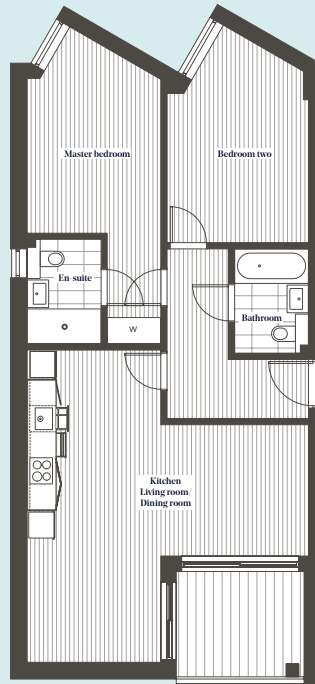 Master bedroom
Bedroom two
En-suite
Bathroom
W
Kitchen
Living room/
Dining room